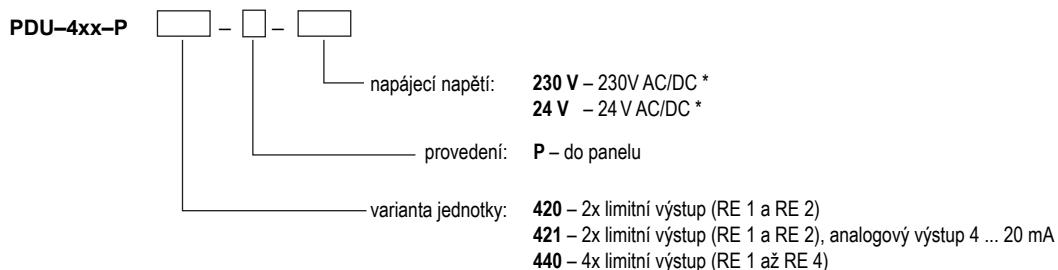 PDU–4xx–P – –
napájecí napětí: 230 V – 230V AC/DC *
24 V – 24 V AC/DC *
provedení: P – do panelu
varianta jednotky: 420 – 2x limitní výstup (RE 1 a RE 2)
421 – 2x limitní výstup (RE 1 a RE 2), analogový výstup 4 ... 20 mA
440 – 4x limitní výstup (RE 1 až RE 4)